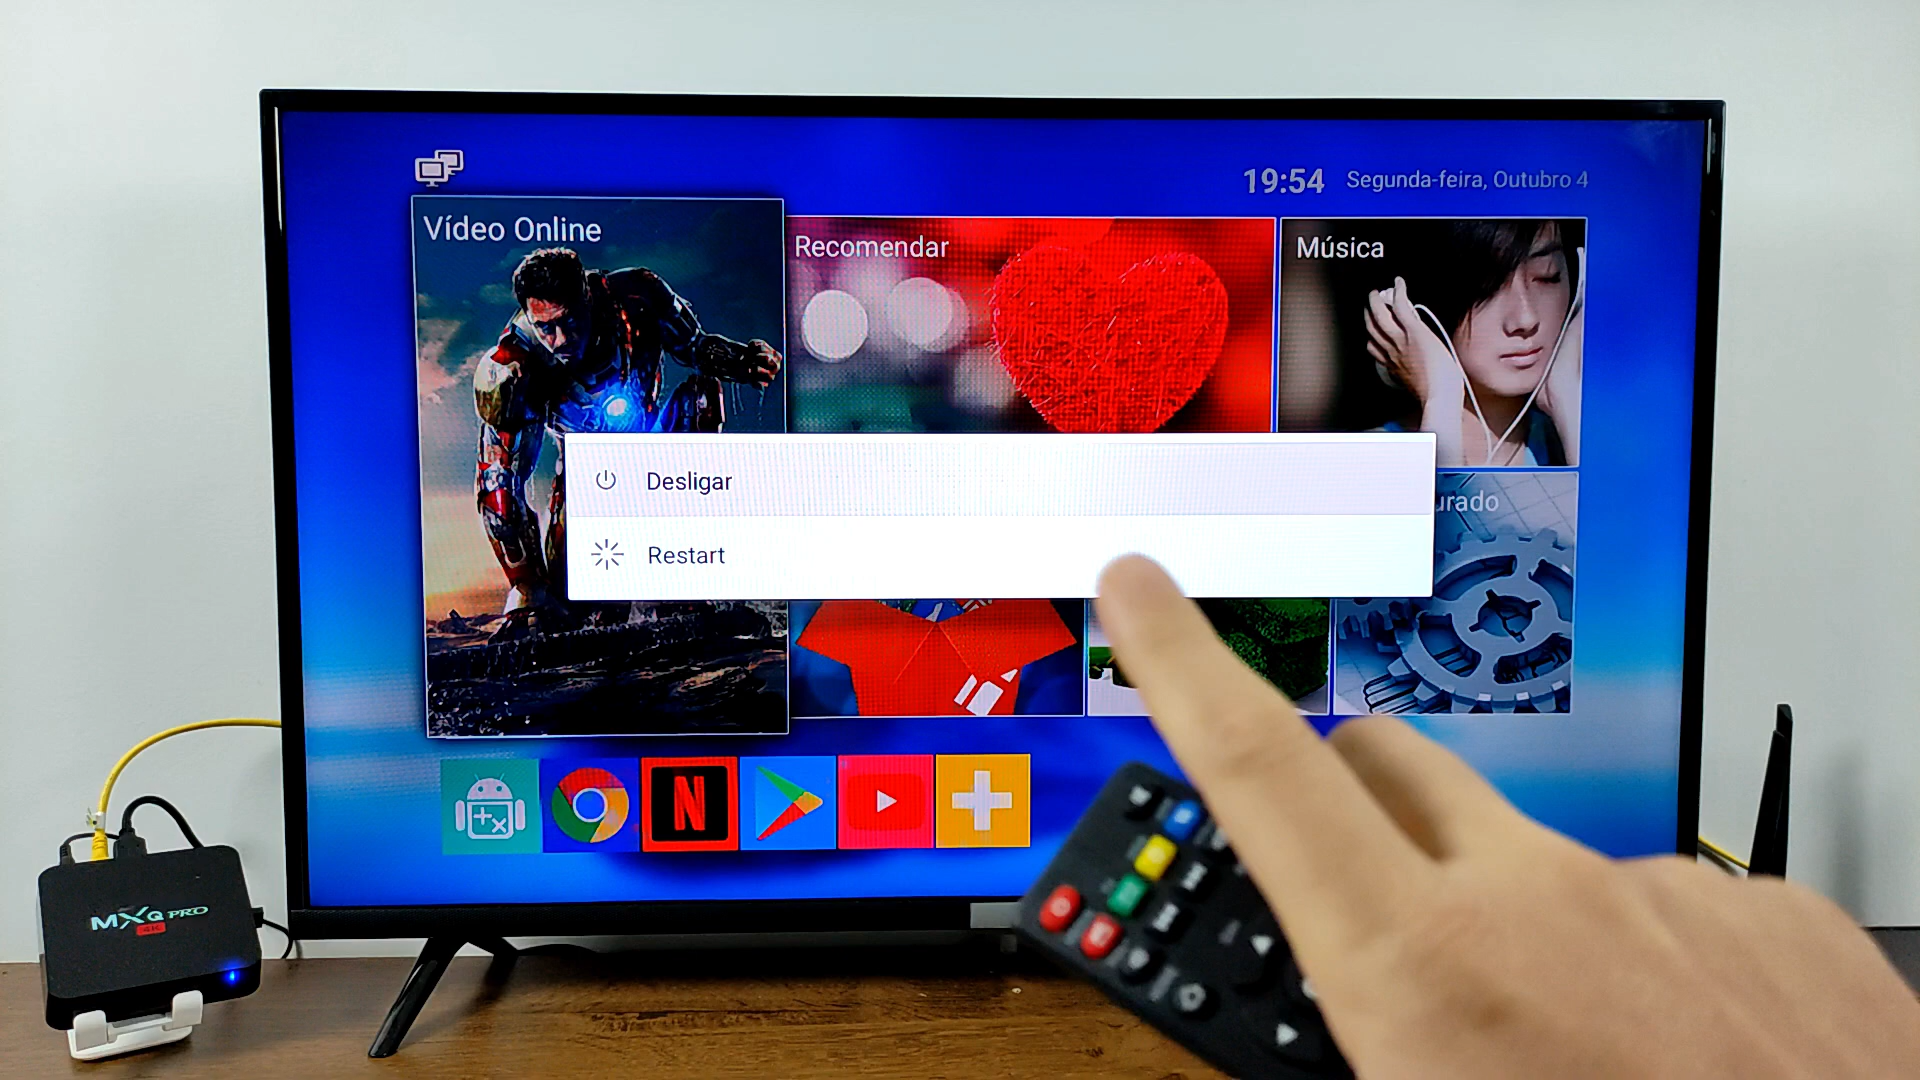 19:54 Segunda-feira, Outubro 4
Vídeo Online
Recomendar
Música
Desligar
urado
Restart
N
MXQ PRO
4K